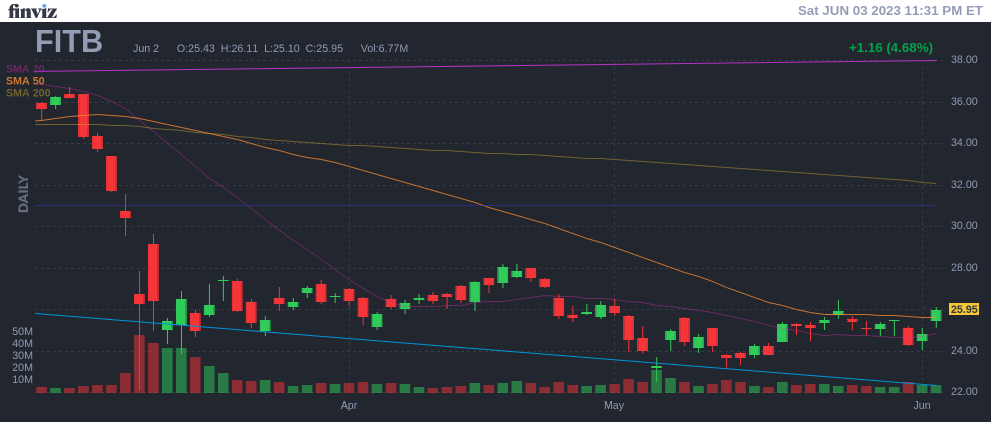 finviz
Sat JUN 03 2023 11:31 PM ET
FITB Jun 2 O:25.43 H:26.11 L:25.10 C:25.95 Vol:6.77M +1.16 (4.68%)
SMA 20
SMA 50
SMA 200
DAILY
38.00
36.00
34.00
32.00
30.00
28.00
25.95
24.00
22.00
50M
40M
30M
20M
10M
Apr May Jun